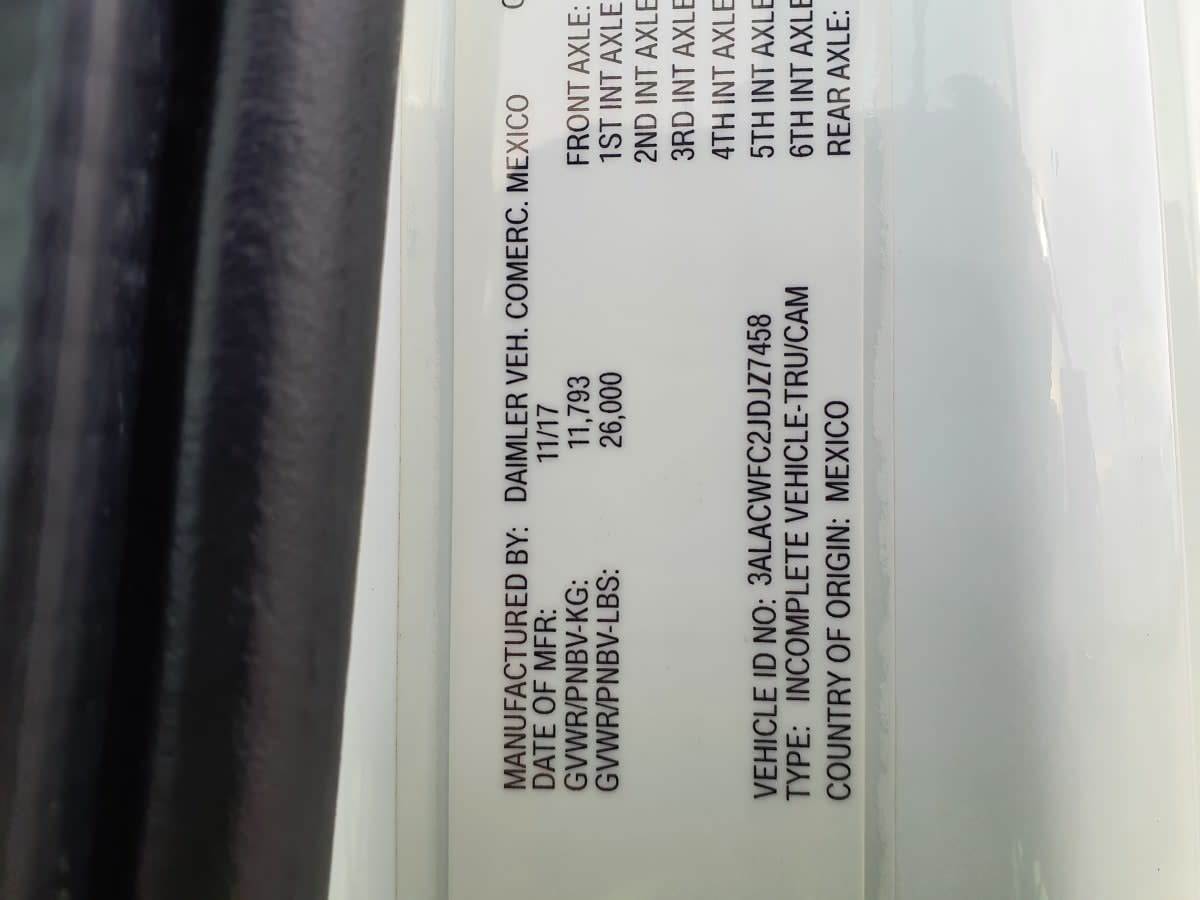 MANUFACTURED BY: DAIMLER VEH. COMERC. MEXICO
DATE OF MFR: 11/17
GVWR/PNBV-KG: 11,793
GVWR/PNBV-LBS: 26,000
FRONT AXLE:
1ST INT AXLE
2ND INT AXLE
3RD INT AXLE
4TH INT AXLE
5TH INT AXLE
6TH INT AXLE
REAR AXLE:
VEHICLE ID NO: 3ALACWFC2JDJZ7458
TYPE: INCOMPLETE VEHICLE-TRU/CAM
COUNTRY OF ORIGIN: MEXICO